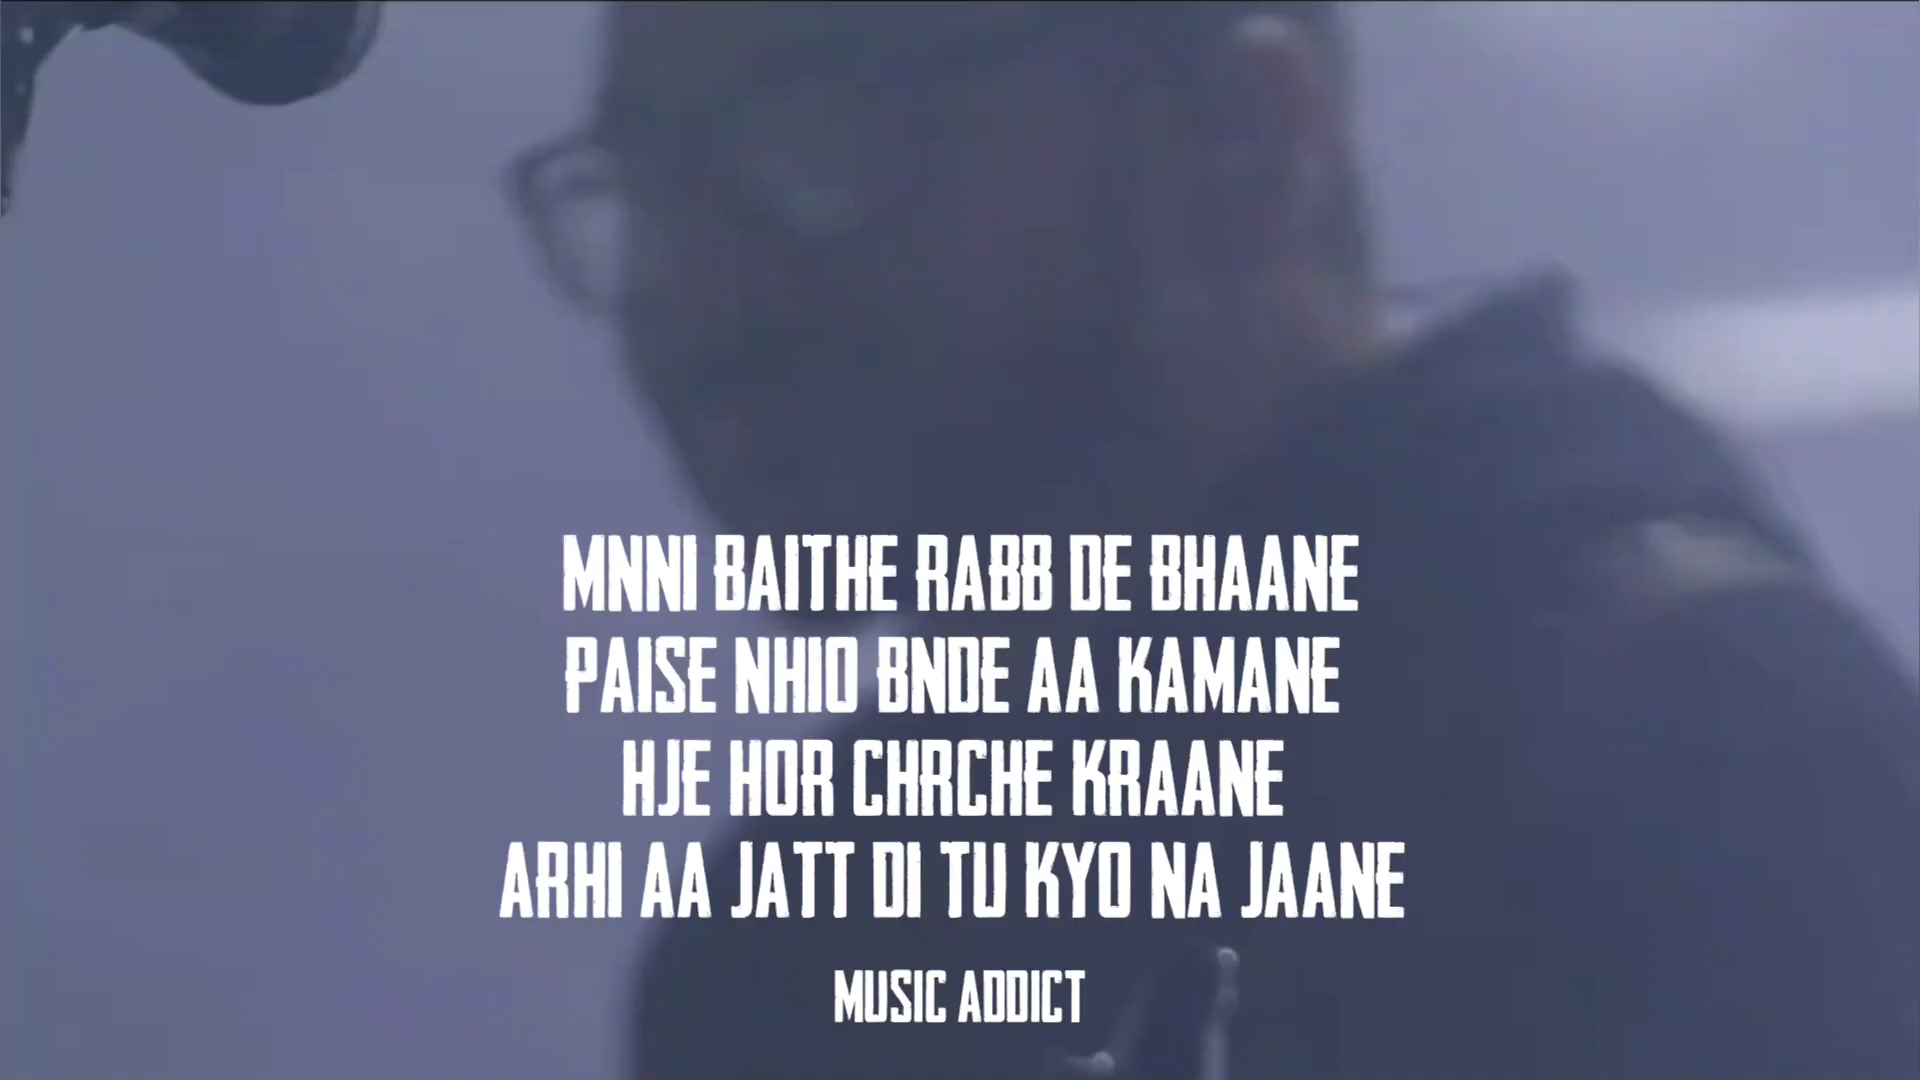 MNNI BAITHE RABB DE BHAANE
PAISE NHIO BNDE AA KAMANE
HJE HOR CHRCHE KRAANE
ARHI AA JATT DI TU KYO NA JAANE
MUSIC ADDICT